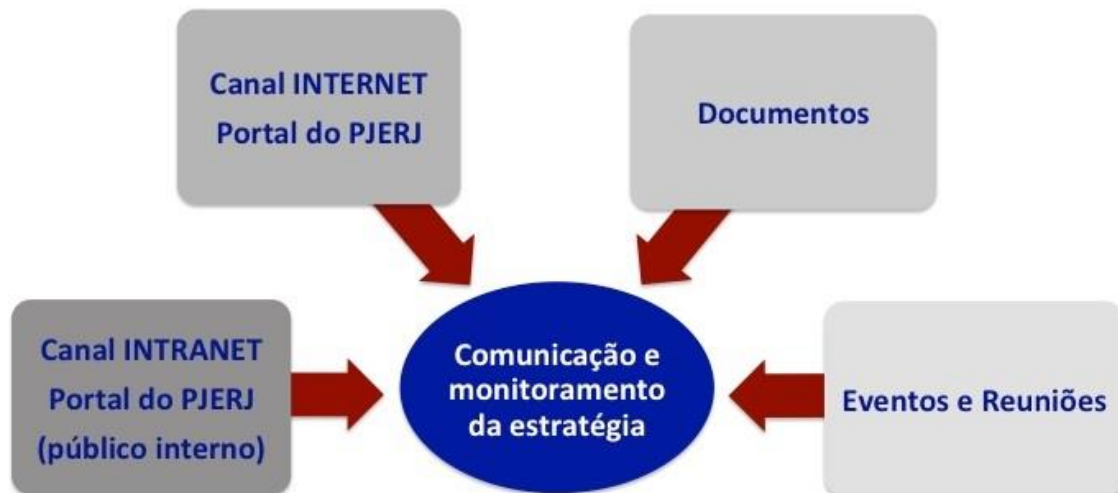 Canal INTERNET
Portal do PJERJ
Documentos
Canal INTRANET
Portal do PJERJ
(público interno)
Comunicação e
monitoramento
da estratégia
Eventos e Reuniões